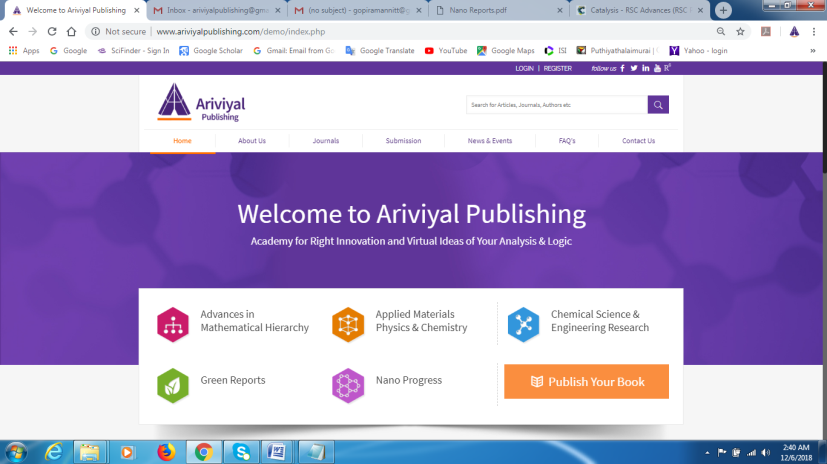 Welcome to Ariviyal Publishing
Inbox - ariviyalpublishing@gma
(no subject) - gopiramannitt@g
Nano Reports.pdf
Catalysis - RSC Advances (RSC
Not secure | www.ariviyalpublishing.com/demo/index.php
Apps
Google
SciFinder - Sign In
Google Scholar
Gmail: Email from Go
Google Translate
YouTube
Google Maps
ISI
Puthiyathalaimurai |
Yahoo - login
LOGIN | REGISTER
follow us
Ariviyal
Publishing
Search for Articles, Journals, Authors etc
Home
About Us
Journals
Submission
News & Events
FAQ's
Contact Us
Welcome to Ariviyal Publishing
Academy for Right Innovation and Virtual Ideas of Your Analysis & Logic
Advances in
Mathematical Hierarchy
Applied Materials
Physics & Chemistry
Chemical Science &
Engineering Research
Green Reports
Nano Progress
Publish Your Book
2:40 AM
12/6/2018